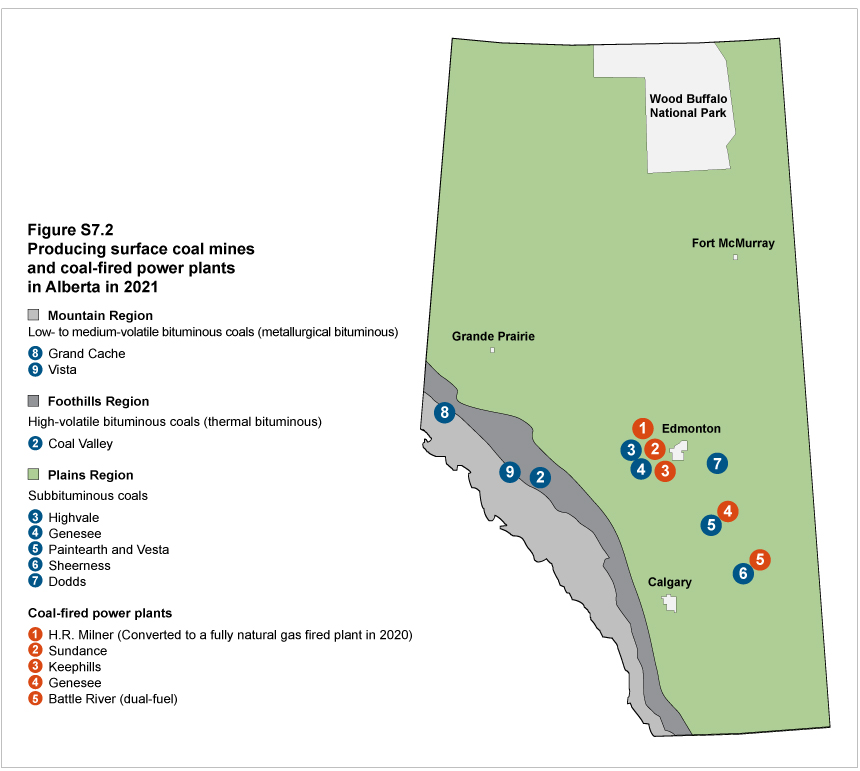 Figure S7.2
Producing surface coal mines
and coal-fired power plants
in Alberta in 2021
Mountain Region
Low- to medium-volatile bituminous coals (metallurgical bituminous)
8 Grand Cache
9 Vista
Foothills Region
High-volatile bituminous coals (thermal bituminous)
2 Coal Valley
Plains Region
Subbituminous coals
3 Highvale
4 Genesee
5 Paintearth and Vesta
6 Sheerness
7 Dodds
Coal-fired power plants
1 H.R. Milner (Converted to a fully natural gas fired plant in 2020)
2 Sundance
3 Keephills
4 Genesee
5 Battle River (dual-fuel)
Wood Buffalo
National Park
Fort McMurray
Grande Prairie
8
1
Edmonton
3 2
4 3
7
9 2
4
5
5
6
Calgary